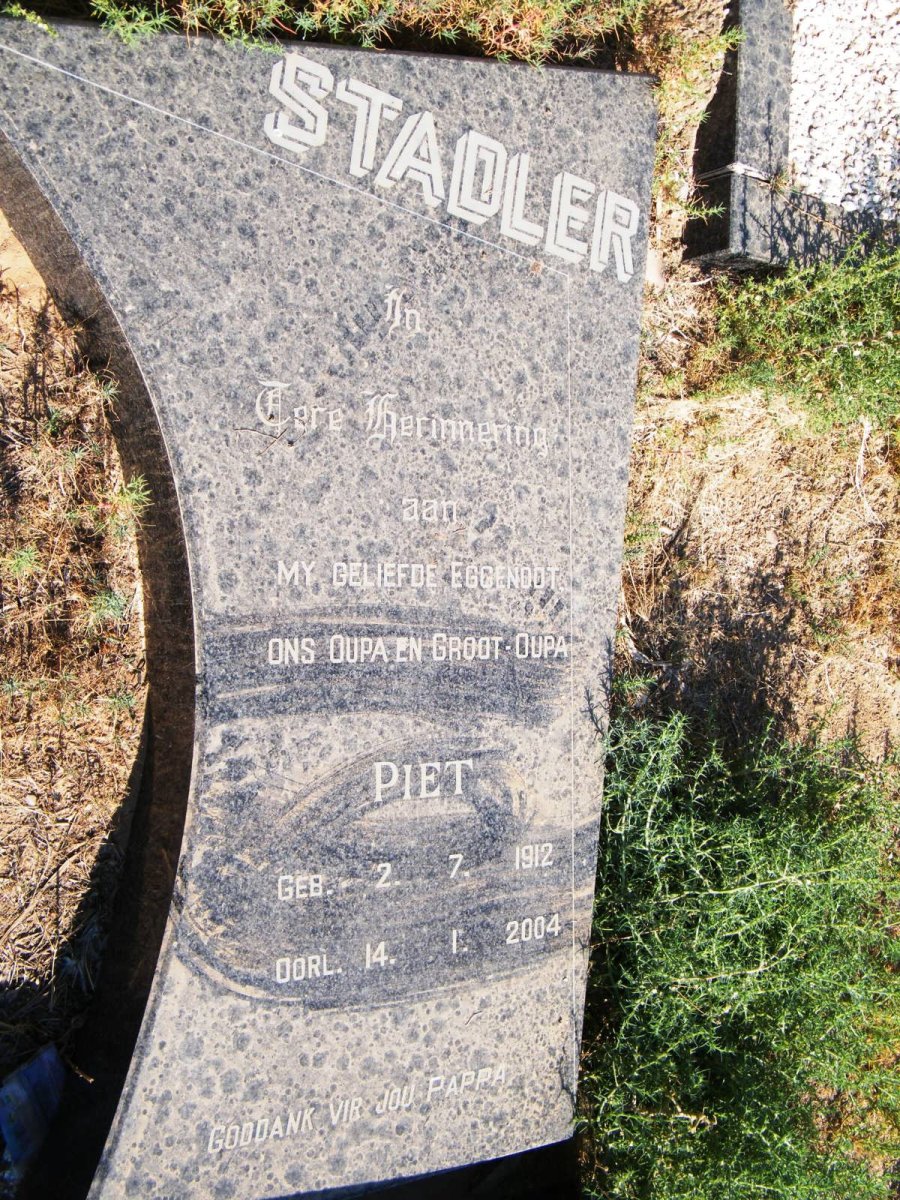 STADLER
In
Tere Herinnering
aan
MY GELIEFDE EGGENOOT
ONS OUPA EN GROOT-OUPA
PIET
GEB. 2. 7. 1912
OORL. 14. 1. 2004
GODDANK VIR JOU PAPPA